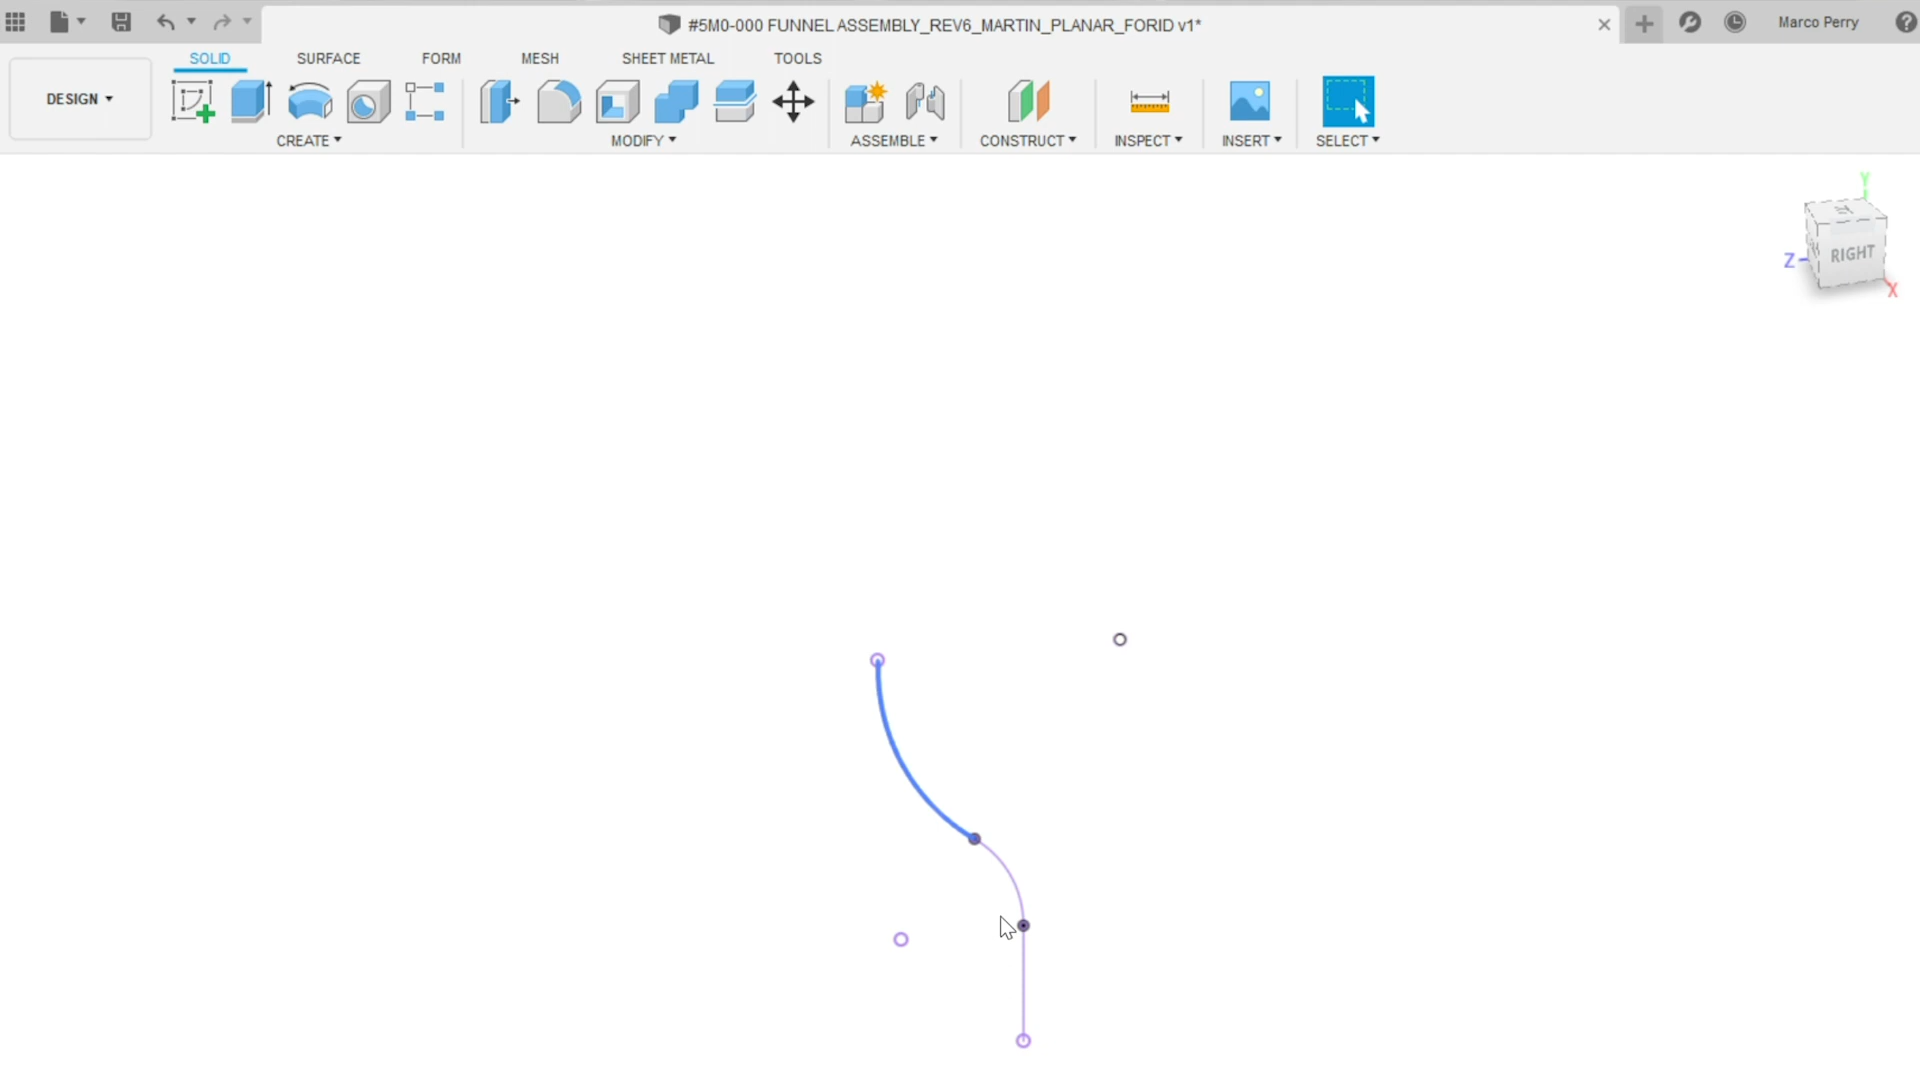 #5M0-000 FUNNEL ASSEMBLY_REV6_MARTIN_PLANAR_FORID v1*
Marco Perry
SOLID SURFACE FORM MESH SHEET METAL TOOLS
DESIGN
CREATE MODIFY ASSEMBLE CONSTRUCT INSPECT INSERT SELECT
Y
RIGHT
Z
X